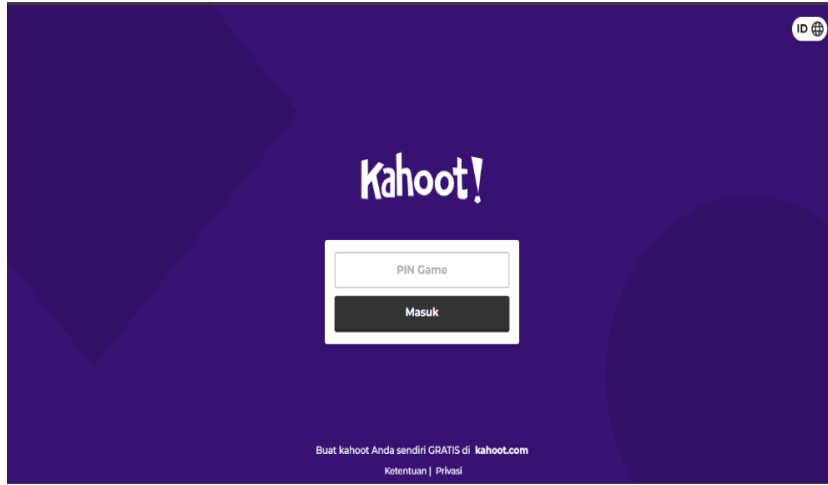 ID
Kahoot!
PIN Game
Masuk
Buat kahoot Anda sendiri GRATIS di kahoot.com
Ketentuan | Privasi